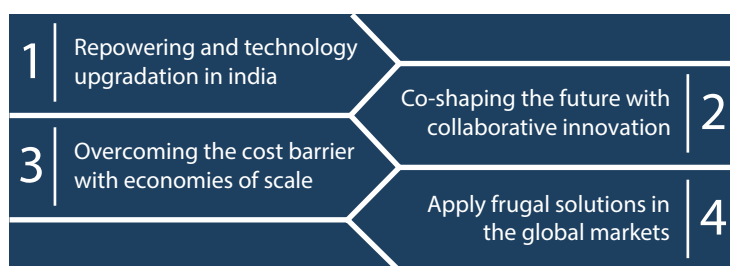 1
Repowering and technology
upgradation in india
Co-shaping the future with
collaborative innovation
2
3
Overcoming the cost barrier
with economies of scale
Apply frugal solutions in
the global markets
4